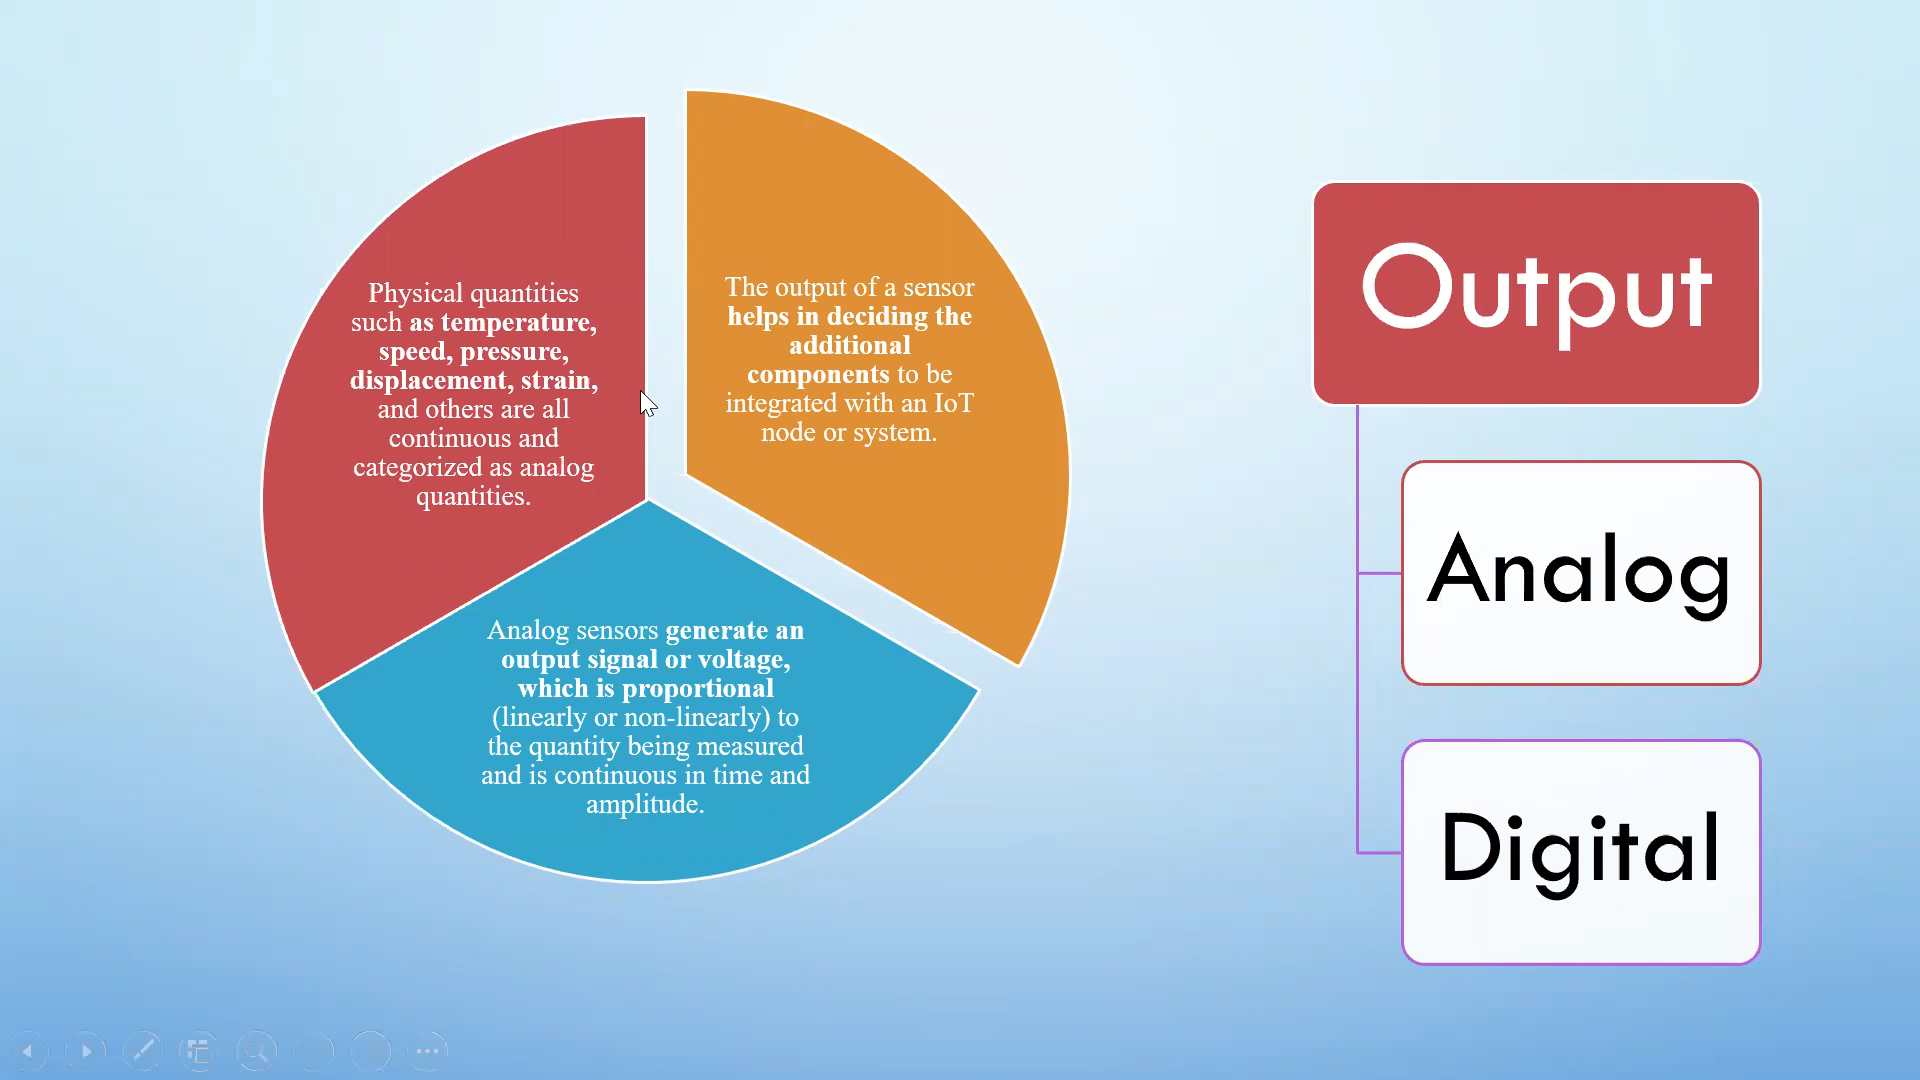 Physical quantities
such as temperature,
speed, pressure,
displacement, strain,
and others are all
continuous and
categorized as analog
quantities.
The output of a sensor
helps in deciding the
additional
components to be
integrated with an IoT
node or system.
Analog sensors generate an
output signal or voltage,
which is proportional
(linearly or non-linearly) to
the quantity being measured
and is continuous in time and
amplitude.
Output
Analog
Digital